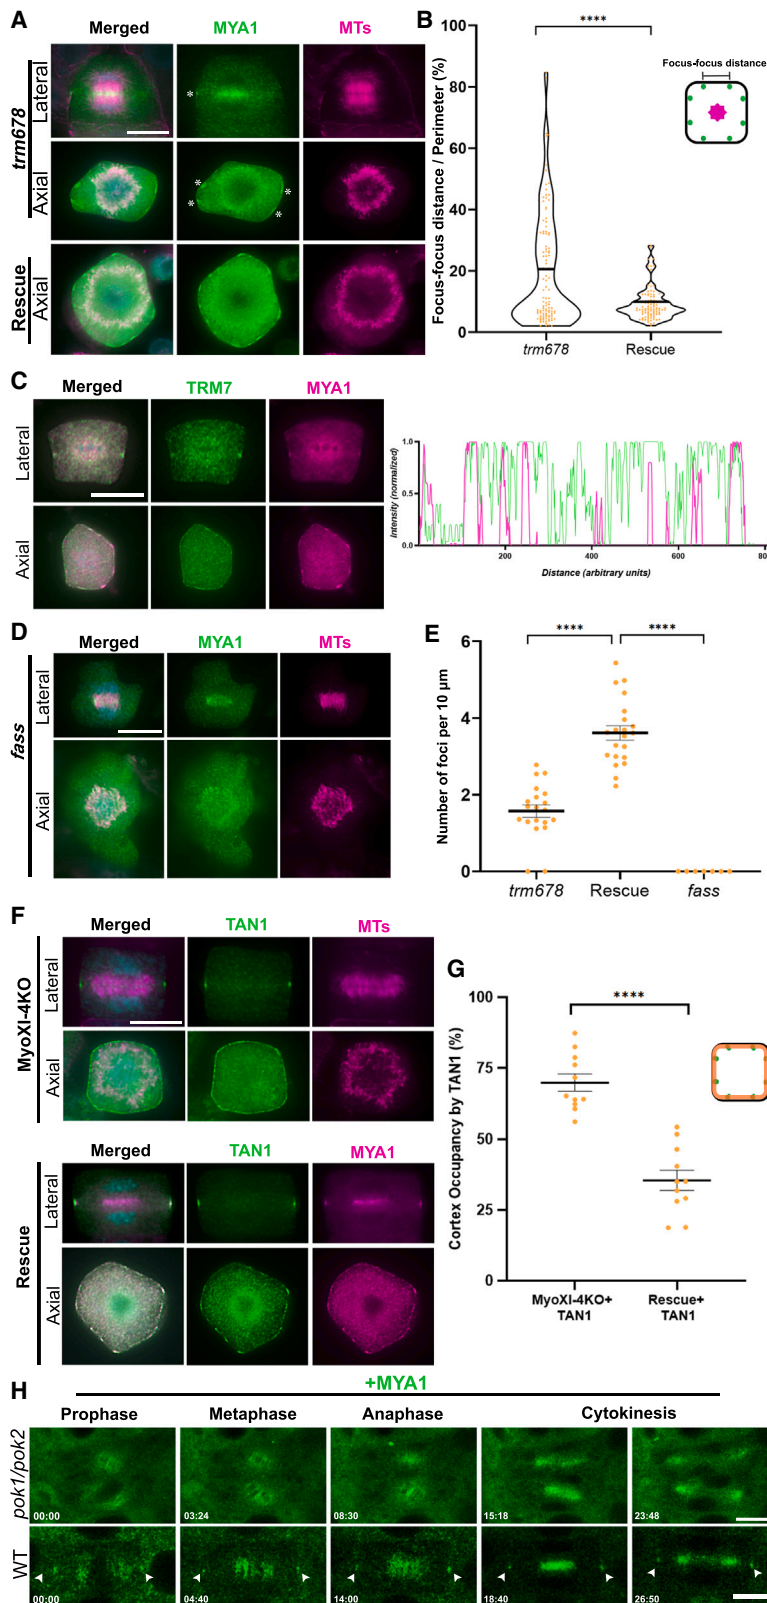 A
Merged
MYA1
MTs
trm678
Lateral
*
Axial
*
*
*
*
Rescue
Axial
B
Focus-focus distance / Perimeter (%)
100
80
60
40
20
0
****
Focus-focus distance
trm678
Rescue
C
Merged
TRM7
MYA1
Lateral
Axial
Intensity (normalized)
1.0
0.5
0.0
200
400
600
Distance (arbitrary units)
D
Merged
MYA1
MTs
fass
Lateral
Axial
E
Number of foci per 10 µm
6
4
2
0
****
****
trm678
Rescue
fass
F
Merged
TAN1
MTs
MyoXI-4KO
Lateral
Axial
Merged
TAN1
MYA1
Rescue
Lateral
Axial
G
Cortex Occupancy by TAN1 (%)
100
75
50
25
0
****
MyoXI-4KO+
TAN1
Rescue+
TAN1
H
+MYA1
Prophase
Metaphase
Anaphase
Cytokinesis
pok1/pok2
00:00
03:24
08:30
15:18
23:48
WT
00:00
04:40
14:00
18:40
26:50